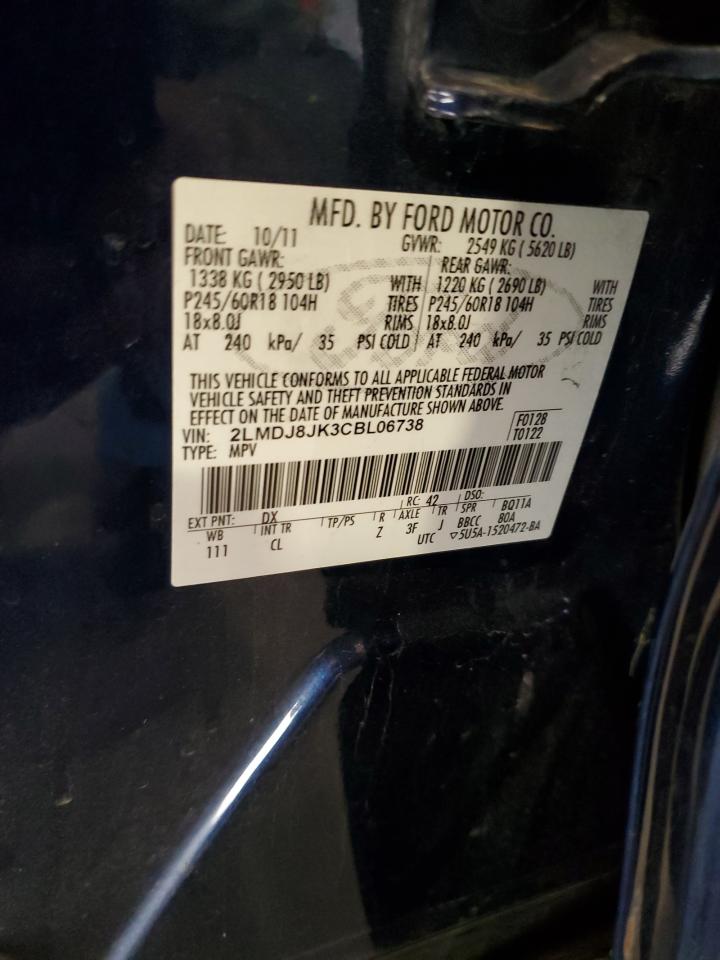 MFD. BY FORD MOTOR CO.
DATE: 10/11 GVWR: 2549 KG ( 5620 LB)
FRONT GAWR: REAR GAWR:
1338 KG ( 2950 LB) WITH 1220 KG ( 2690 LB) WITH
P245/60R18 104H TIRES P245/60R18 104H TIRES
18x8.0J RIMS 18x8.0J RIMS
AT 240 kPa/ 35 PSI COLD AT 240 kPa/ 35 PSI COLD
THIS VEHICLE CONFORMS TO ALL APPLICABLE FEDERAL MOTOR
VEHICLE SAFETY AND THEFT PREVENTION STANDARDS IN
EFFECT ON THE DATE OF MANUFACTURE SHOWN ABOVE.
VIN: 2LMDJ8JK3CBL06738 F0128
TYPE: MPV T0122
EXT PNT: DX RC: 42 DSO: 
WB INT TR TP/PS R AXLE TR SPR BQ11A
111 CL Z 3F J BBCC 80A
UTC ▽5U5A-1520472-BA